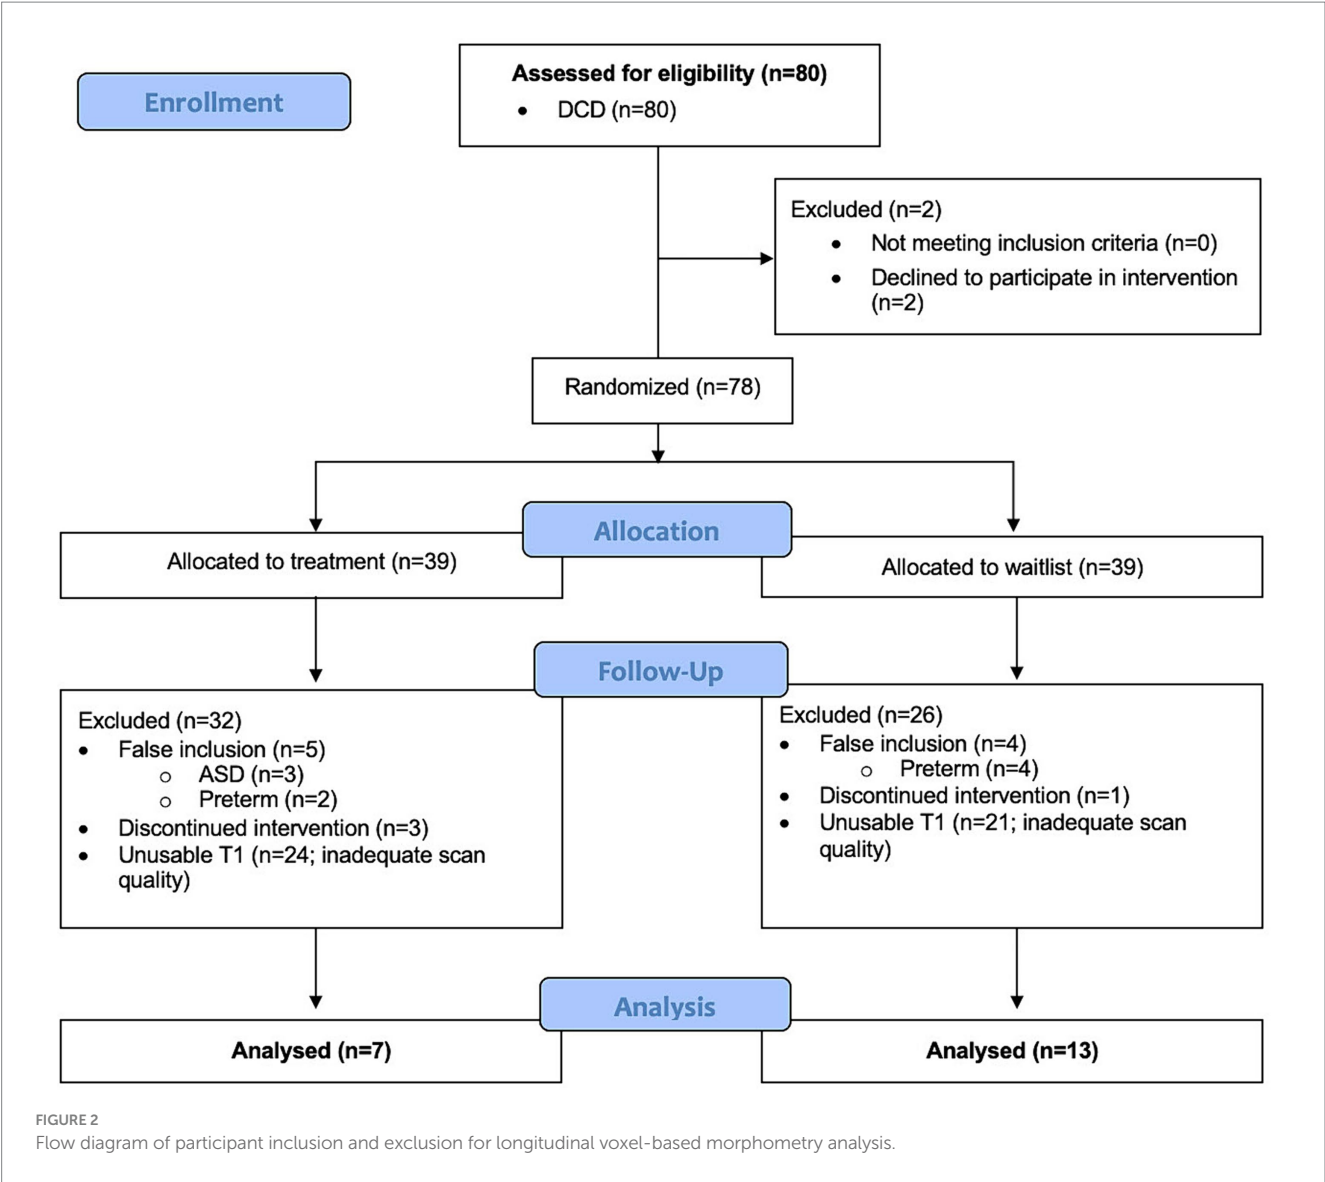 Enrollment
Assessed for eligibility (n=80)
• DCD (n=80)
Excluded (n=2)
• Not meeting inclusion criteria (n=0)
• Declined to participate in intervention
(n=2)
Randomized (n=78)
Allocation
Allocated to treatment (n=39)
Allocated to waitlist (n=39)
Follow-Up
Excluded (n=32)
• False inclusion (n=5)
o ASD (n=3)
o Preterm (n=2)
• Discontinued intervention (n=3)
• Unusable T1 (n=24; inadequate scan
quality)
Excluded (n=26)
• False inclusion (n=4)
o Preterm (n=4)
• Discontinued intervention (n=1)
• Unusable T1 (n=21; inadequate scan
quality)
Analysis
Analysed (n=7)
Analysed (n=13)
FIGURE 2
Flow diagram of participant inclusion and exclusion for longitudinal voxel-based morphometry analysis.